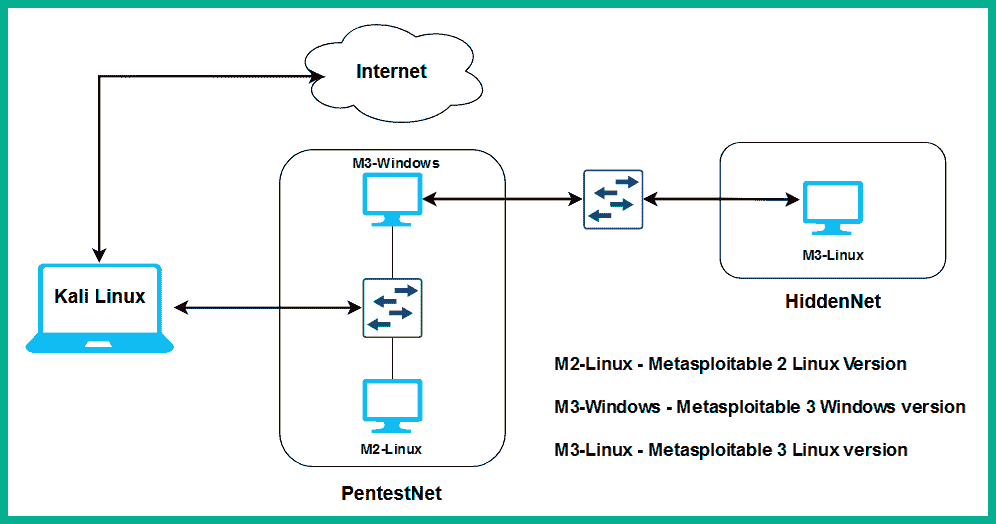 Internet
M3-Windows
Kali Linux
M2-Linux
PentestNet
M3-Linux
HiddenNet
M2-Linux - Metasploitable 2 Linux Version
M3-Windows - Metasploitable 3 Windows version
M3-Linux - Metasploitable 3 Linux version